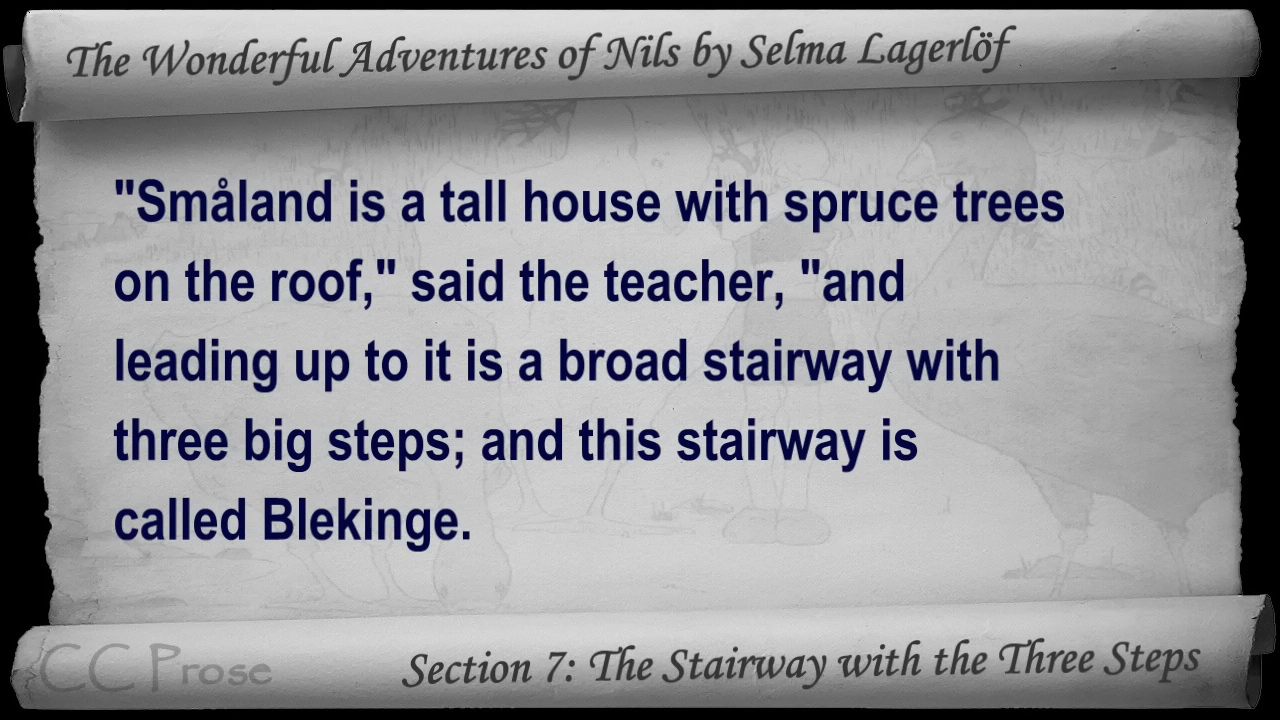 The Wonderful Adventures of Nils by Selma Lagerlöf
"Småland is a tall house with spruce trees
on the roof," said the teacher, "and
leading up to it is a broad stairway with
three big steps; and this stairway is
called Blekinge.
CC Prose
Section 7: The Stairway with the Three Steps